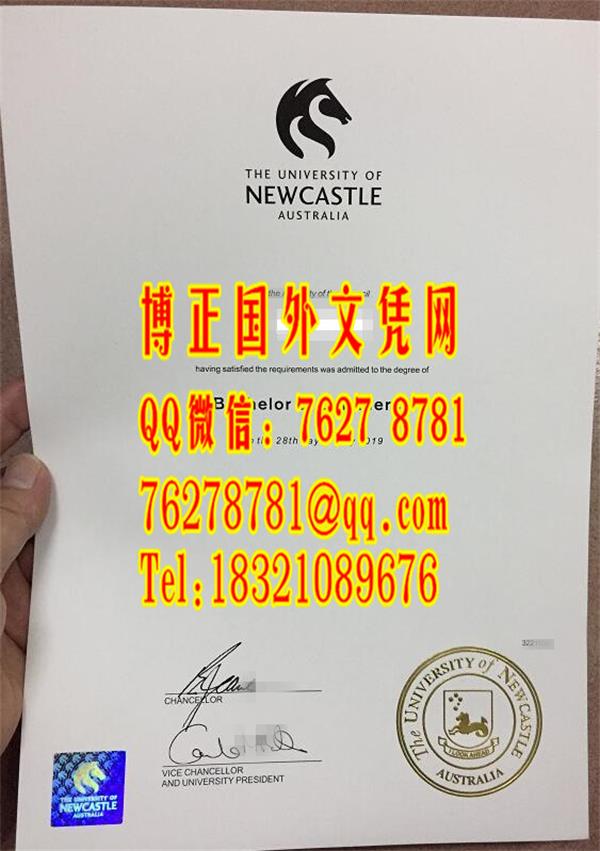 THE UNIVERSITY OF
NEWCASTLE
AUSTRALIA
博正国外文凭网
having satisfied the requirements was admitted to the degree of
QQ微信：7627 8781
28th 2019
76278781@qq.com
Tel:18321089676
CHANCELLOR
VICE CHANCELLOR
AND UNIVERSITY PRESIDENT
The UNIVERSITY of NEWCASTLE
I LOOK AHEAD
AUSTRALIA
THE UNIVERSITY OF
NEWCASTLE
AUSTRALIA